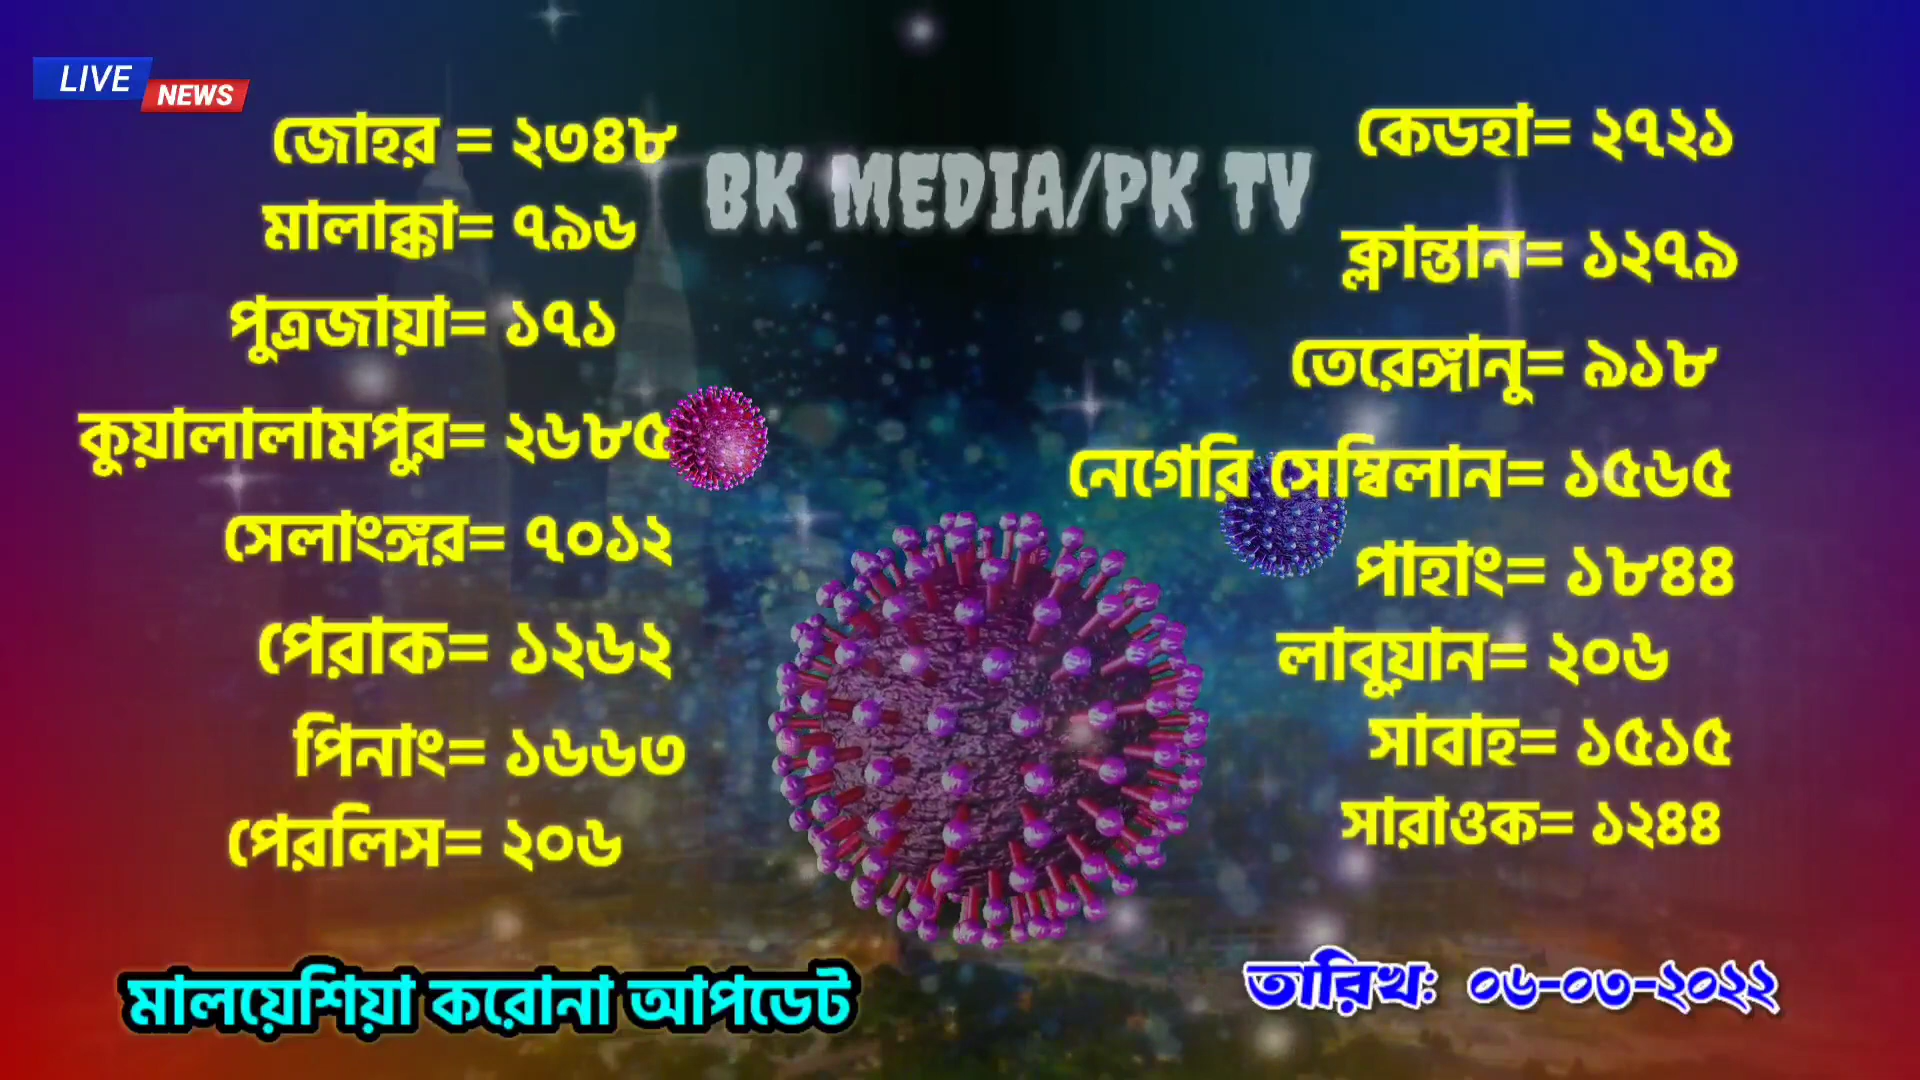 LIVE
NEWS
BK MEDIA/PK TV
জোহর = ২৩৪৮
মালাক্কা= ৭৯৬
পুত্রজায়া= ১৭১
কুয়ালালামপুর= ২৬৮৫
সেলাংঙ্গর= ৭০১২
পেরাক= ১২৬২
পিনাং= ১৬৬৩
পেরলিস= ২০৬
কেডহা= ২৭২১
ক্লান্তান= ১২৭৯
তেরেঙ্গানু= ৯১৮
নেগেরি সেম্বিলান= ১৫৬৫
পাহাং= ১৮৪৪
লাবুয়ান= ২০৬
সাবাহ= ১৫১৫
সারাওক= ১২৪৪
মালয়েশিয়া করোনা আপডেট
তারিখঃ ০৬-০৩-২০২২